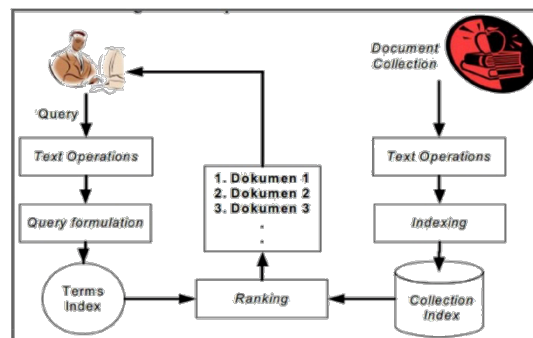 Document
Collection
Query
Text Operations
Text Operations
1. Dokumen 1
2. Dokumen 2
3. Dokumen 3
.
.
Query formulation
Indexing
Terms
Index
Ranking
Collection
Index